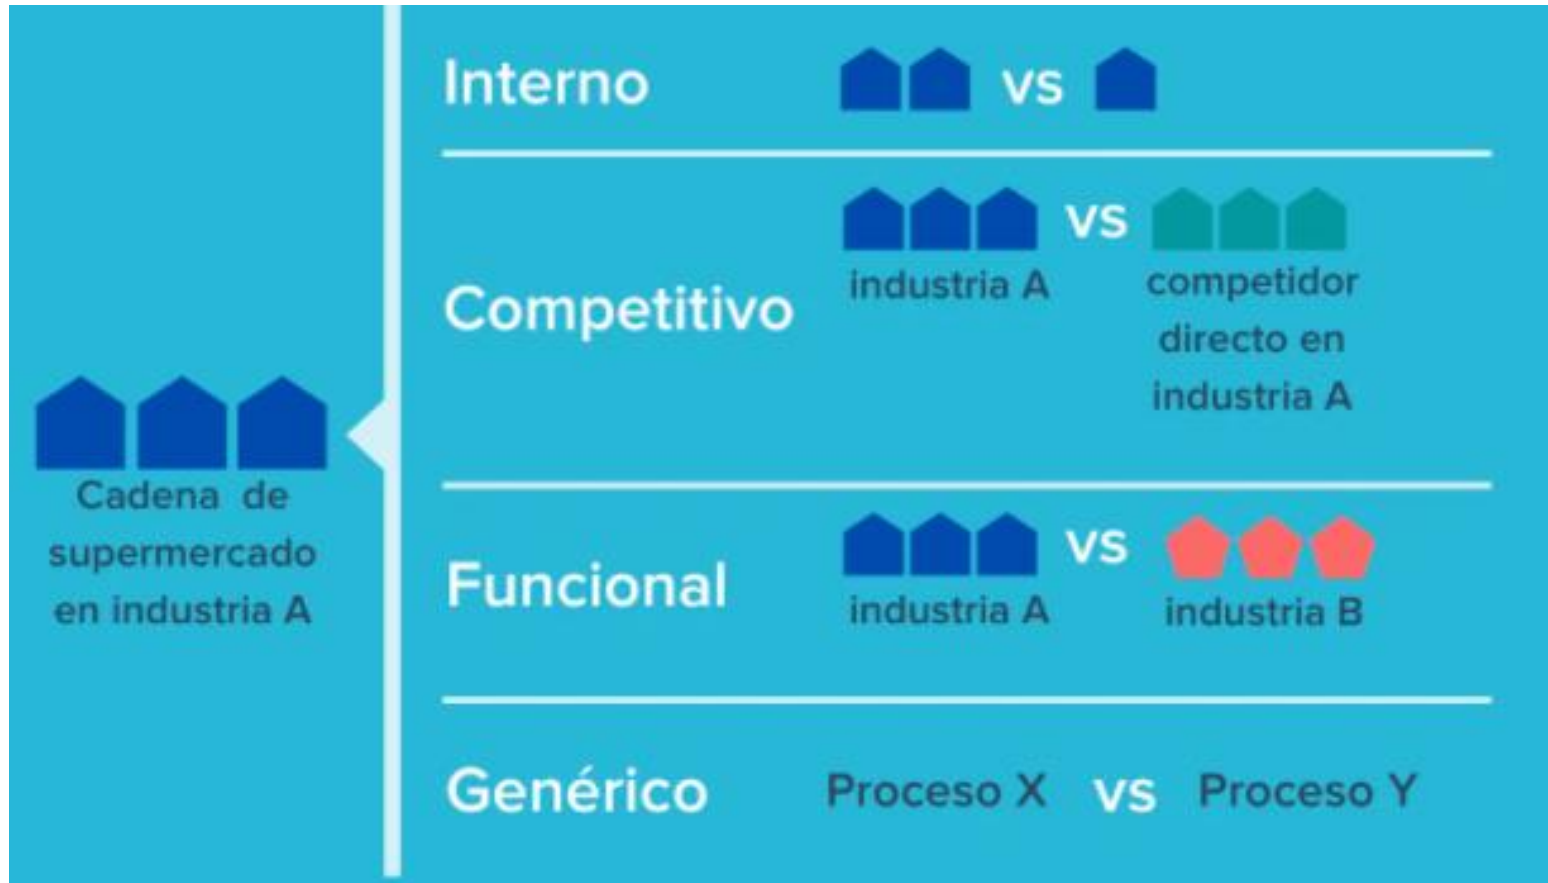 Interno
vs
Competitivo
vs
industria A
competidor
directo en
industria A
Cadena de
supermercado
en industria A
Funcional
vs
industria A
industria B
Genérico
Proceso X vs Proceso Y